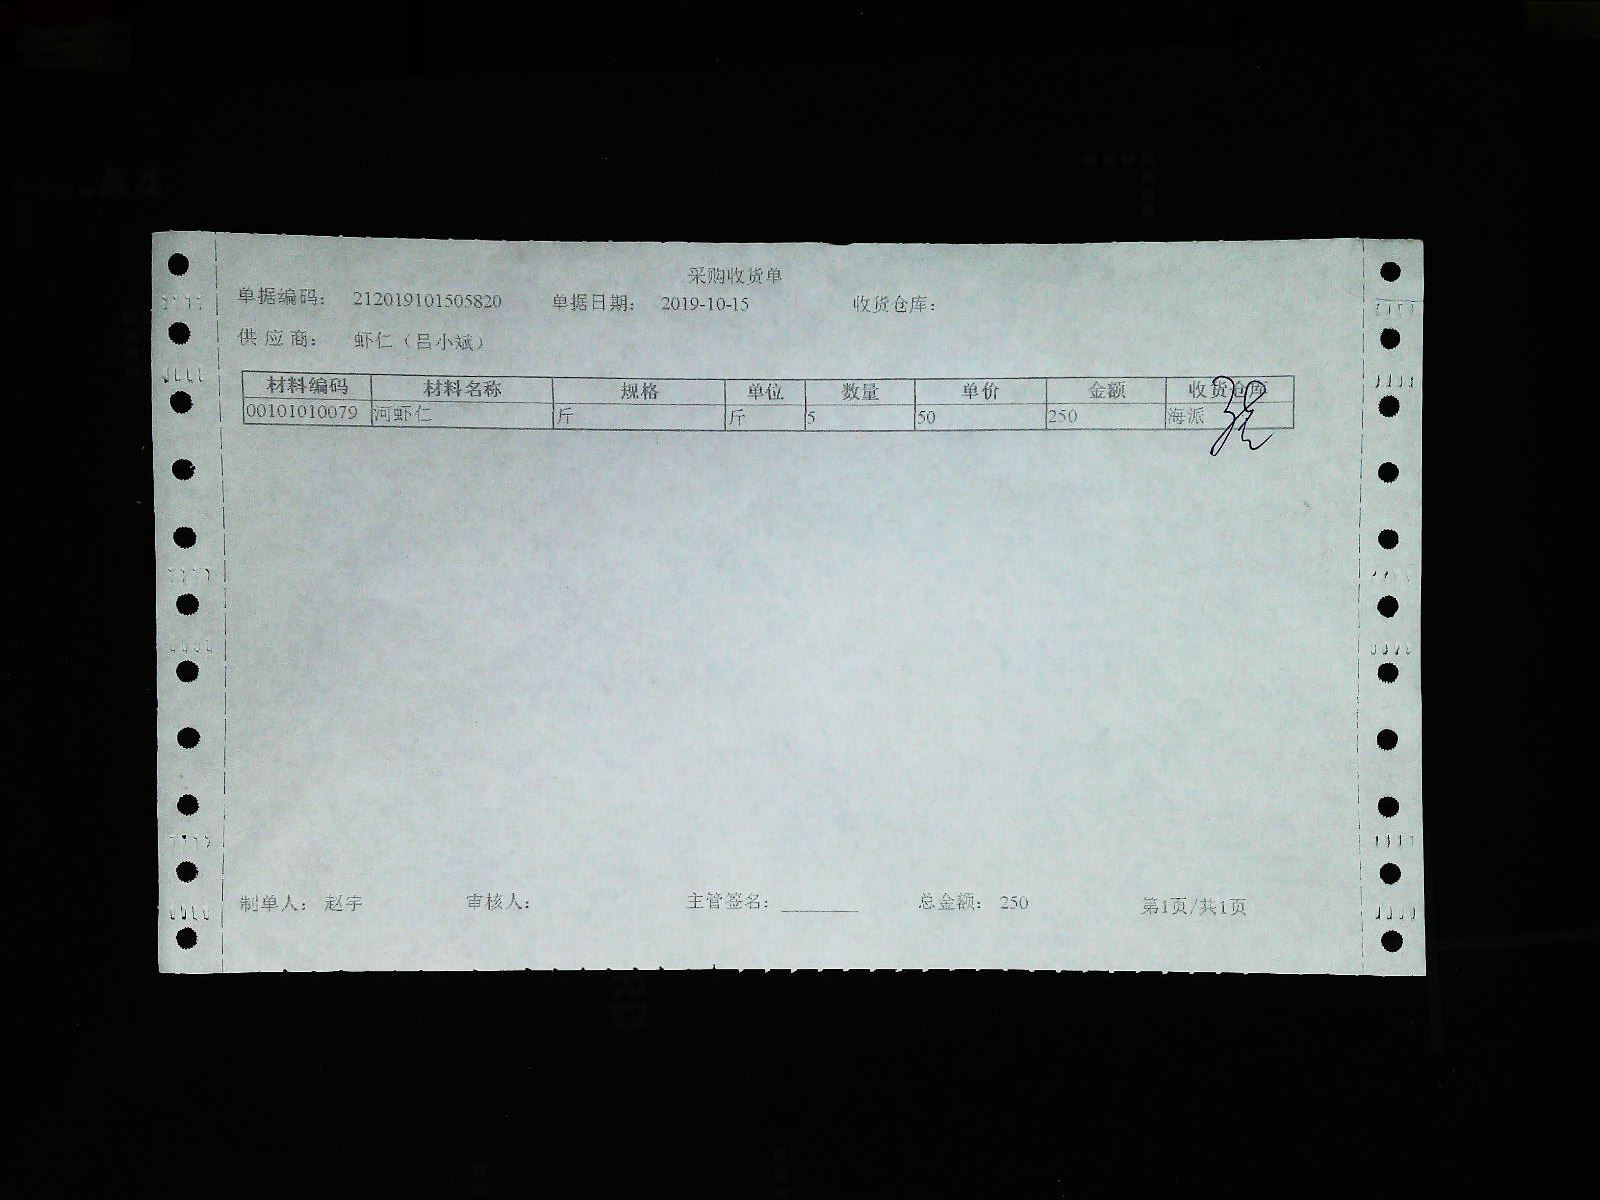 采购收货单
单据编码: 212019101505820 单据日期: 2019-10-15 收货仓库:
供 应 商: 虾仁（吕小斌）
材料编码 材料名称 规格 单位 数量 单价 金额 收货仓库
00101010079 河虾仁 斤 斤 5 50 250 海派
制单人: 赵宇 审核人: 主管签名: ________ 总金额: 250 第1页/共1页